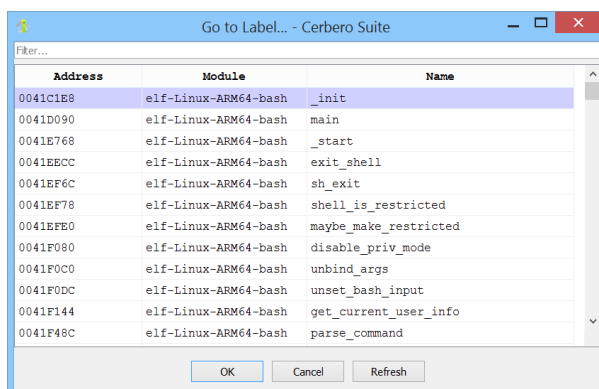 Go to Label... - Cerbero Suite
Filter...
Address Module Name
0041C1E8 elf-Linux-ARM64-bash _init
0041D090 elf-Linux-ARM64-bash main
0041E768 elf-Linux-ARM64-bash _start
0041EECC elf-Linux-ARM64-bash exit_shell
0041EF6C elf-Linux-ARM64-bash sh_exit
0041EF78 elf-Linux-ARM64-bash shell_is_restricted
0041EFE0 elf-Linux-ARM64-bash maybe_make_restricted
0041F080 elf-Linux-ARM64-bash disable_priv_mode
0041F0C0 elf-Linux-ARM64-bash unbind_args
0041F0DC elf-Linux-ARM64-bash unset_bash_input
0041F144 elf-Linux-ARM64-bash get_current_user_info
0041F48C elf-Linux-ARM64-bash parse_command
OK Cancel Refresh